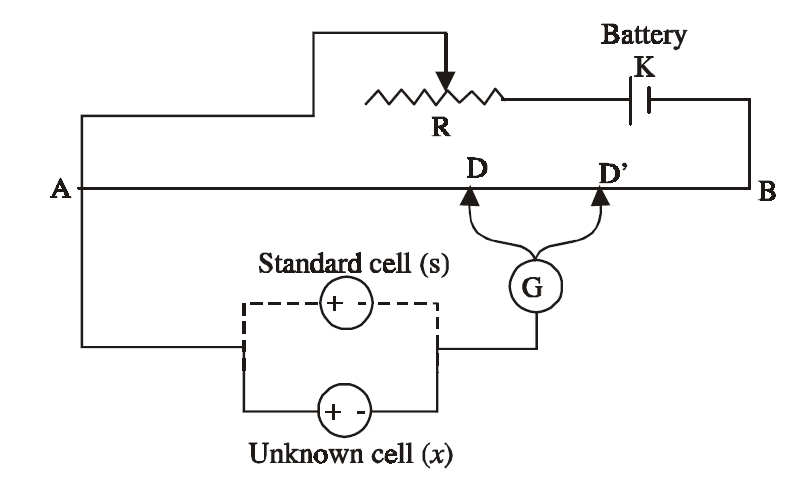 Battery
K
R
A
D
D’
B
Standard cell (s)
+ -
G
+ -
Unknown cell (x)